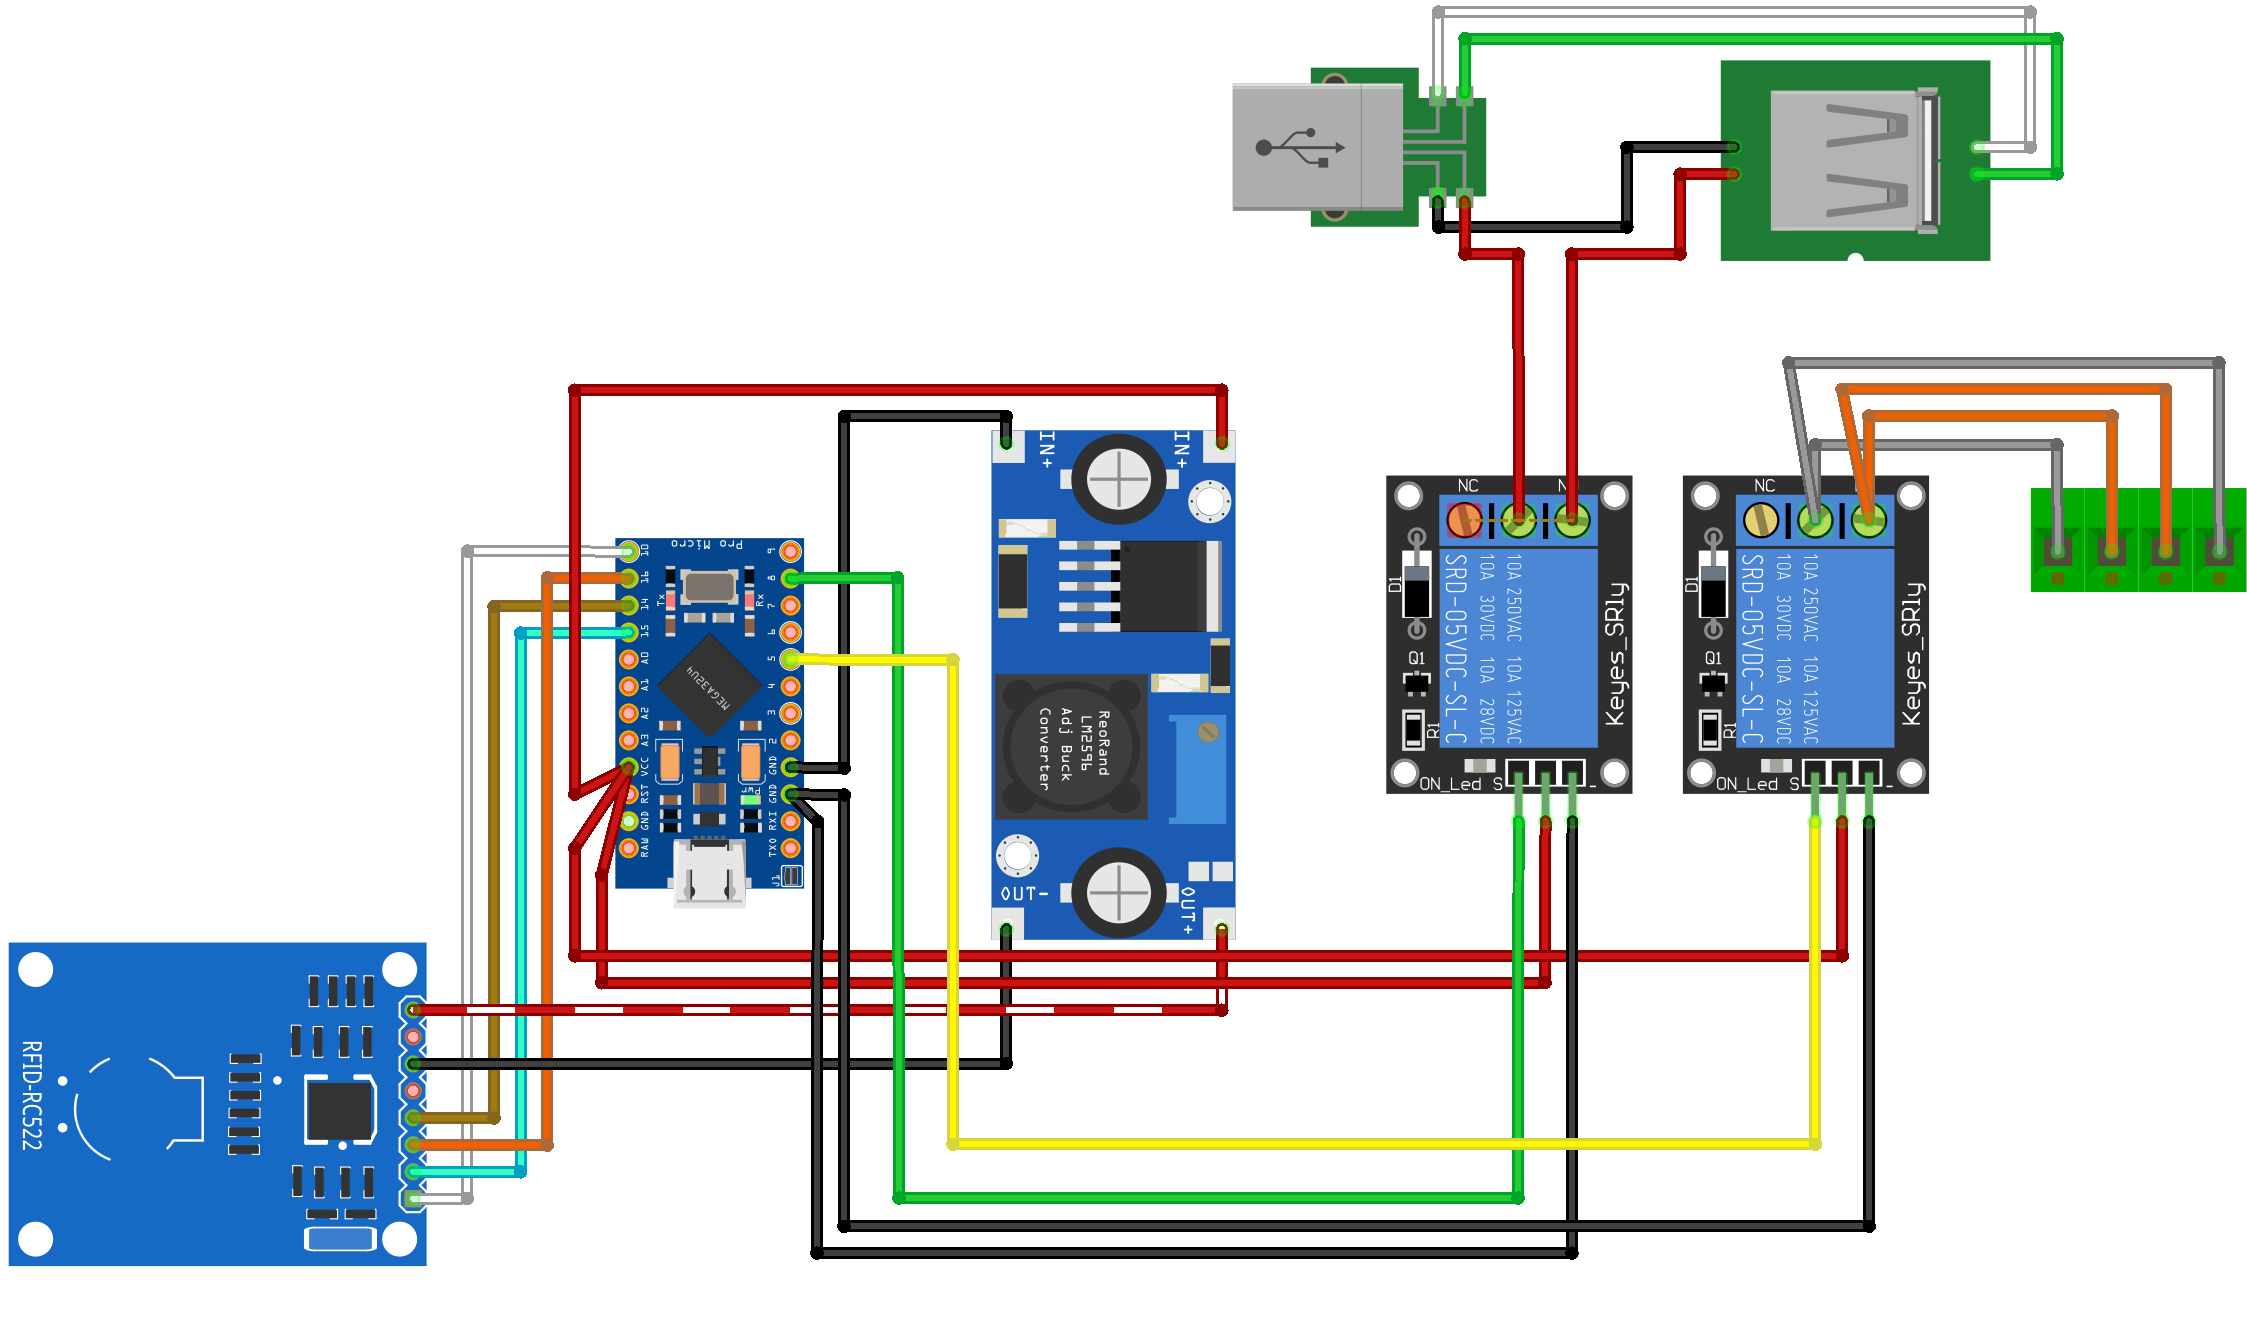 IN+
IN+
NC
NC
10
16
14
15
A0
A1
A2
A3
VCC
RST
GND
RAW
Pro Micro
Tx
Rx
MEGA32U4
Pwr
J1
9
8
7
6
5
4
3
2
GND
GND
RXI
TXO
ReoRand
LM2596
Adj Buck
Converter
OUT-
OUT+
D1
Q1
R1
SRD-05VDC-SL-C
10A 30VDC 10A 28VDC
10A 250VAC 10A 125VAC
Keyes_SRly
ON_Led S
-
D1
Q1
R1
SRD-05VDC-SL-C
10A 30VDC 10A 28VDC
10A 250VAC 10A 125VAC
Keyes_SRly
ON_Led S
-
RFID-RC522